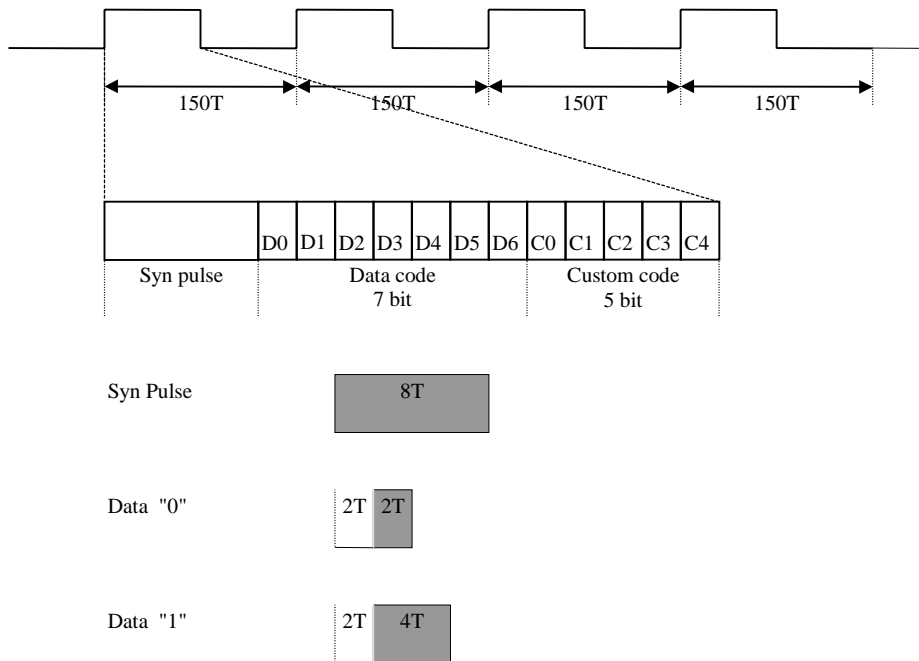 150T 150T 150T 150T
D0 D1 D2 D3 D4 D5 D6 C0 C1 C2 C3 C4
Syn pulse Data code Custom code
7 bit 5 bit
Syn Pulse 8T
Data "0" 2T 2T
Data "1" 2T 4T